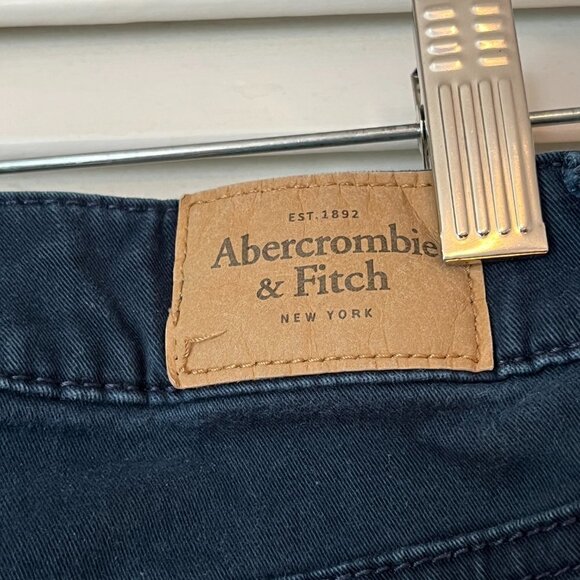 EST. 1892
Abercrombie
& Fitch
NEW YORK